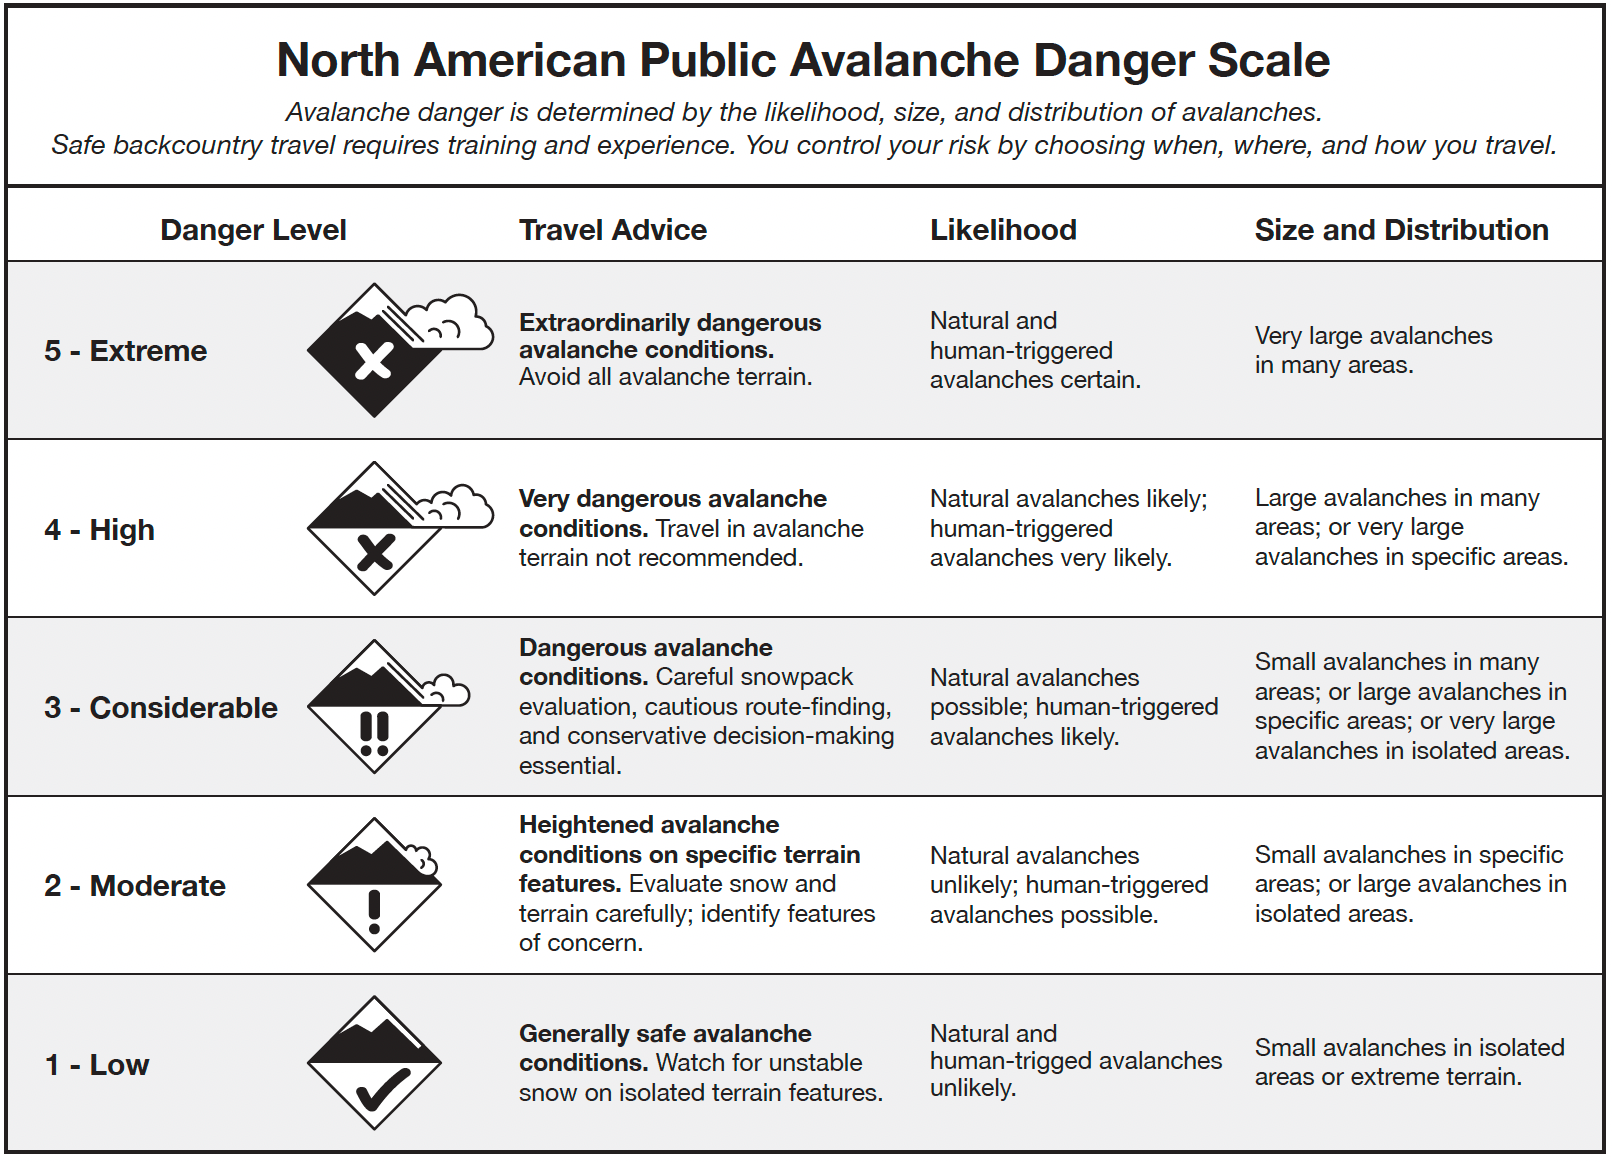 North American Public Avalanche Danger Scale
Avalanche danger is determined by the likelihood, size, and distribution of avalanches.
Safe backcountry travel requires training and experience. You control your risk by choosing when, where, and how you travel.
Danger Level
Travel Advice
Likelihood
Size and Distribution
5 - Extreme
Extraordinarily dangerous
avalanche conditions.
Avoid all avalanche terrain.
Natural and
human-triggered
avalanches certain.
Very large avalanches
in many areas.
4 - High
Very dangerous avalanche
conditions. Travel in avalanche
terrain not recommended.
Natural avalanches likely;
human-triggered
avalanches very likely.
Large avalanches in many
areas; or very large
avalanches in specific areas.
3 - Considerable
Dangerous avalanche
conditions. Careful snowpack
evaluation, cautious route-finding,
and conservative decision-making
essential.
Natural avalanches
possible; human-triggered
avalanches likely.
Small avalanches in many
areas; or large avalanches in
specific areas; or very large
avalanches in isolated areas.
2 - Moderate
Heightened avalanche
conditions on specific terrain
features. Evaluate snow and
terrain carefully; identify features
of concern.
Natural avalanches
unlikely; human-triggered
avalanches possible.
Small avalanches in specific
areas; or large avalanches in
isolated areas.
1 - Low
Generally safe avalanche
conditions. Watch for unstable
snow on isolated terrain features.
Natural and
human-trigged avalanches
unlikely.
Small avalanches in isolated
areas or extreme terrain.